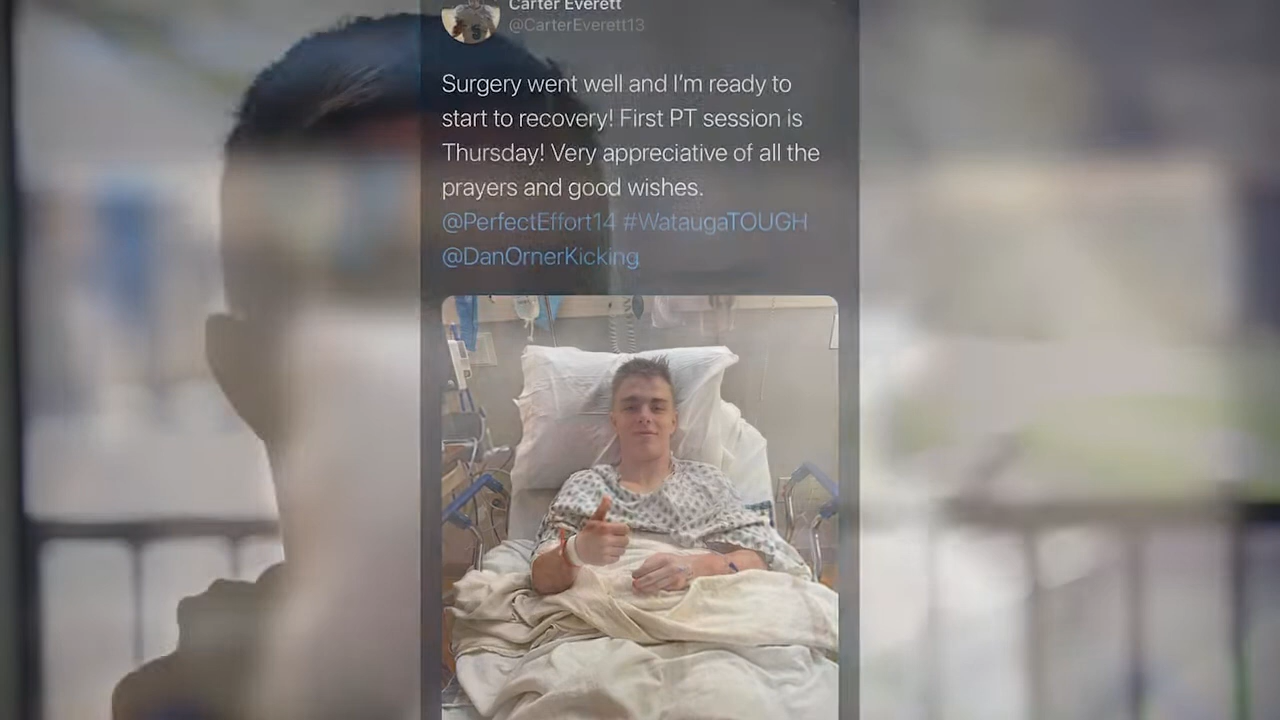 Carter Everett
@CarterEverett13
Surgery went well and I’m ready to
start to recovery! First PT session is
Thursday! Very appreciative of all the
prayers and good wishes.
@PerfectEffort14 #WataugaTOUGH
@DanOrnerKicking